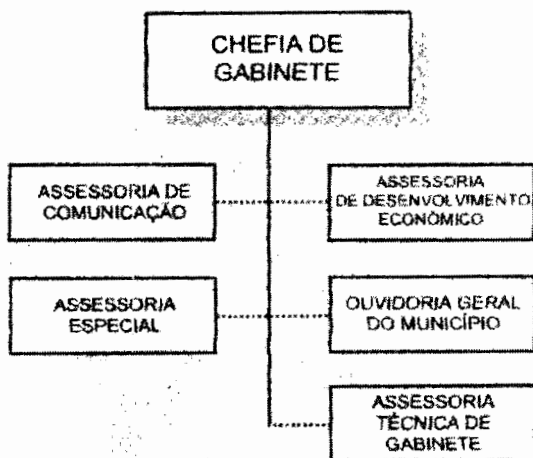 CHEFIA DE
GABINETE
ASSESSORIA DE
COMUNICAÇÃO
ASSESSORIA
DE DESENVOLVIMENTO
ECONÔMICO
ASSESSORIA
ESPECIAL
OUVIDORIA GERAL
DO MUNICÍPIO
ASSESSORIA
TÉCNICA DE
GABINETE